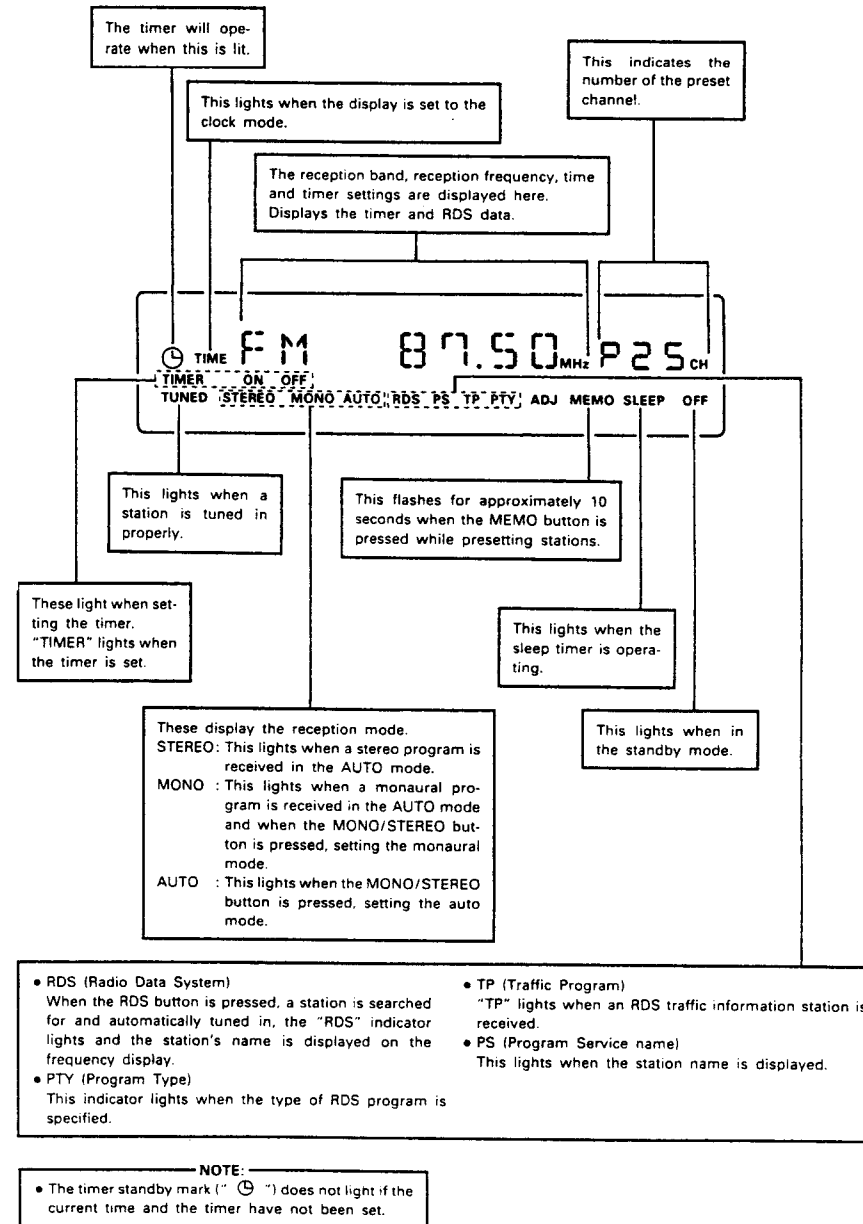 The timer will ope-
rate when this is lit.
This indicates the
number of the preset
channel.
This lights when the display is set to the
clock mode.
The reception band, reception frequency, time
and timer settings are displayed here.
Displays the timer and RDS data.
TIME FM 87.50 MHz P25 CH
TIMER ON OFF
TUNED STEREO MONO AUTO RDS PS TP PTY ADJ MEMO SLEEP OFF
This lights when a
station is tuned in
properly.
This flashes for approximately 10
seconds when the MEMO button is
pressed while presetting stations.
These light when set-
ting the timer.
"TIMER" lights when
the timer is set.
This lights when the
sleep timer is opera-
ting.
This lights when in
the standby mode.
These display the reception mode.
STEREO: This lights when a stereo program is
received in the AUTO mode.
MONO : This lights when a monaural pro-
gram is received in the AUTO mode
and when the MONO/STEREO but-
ton is pressed, setting the monaural
mode.
AUTO : This lights when the MONO/STEREO
button is pressed, setting the auto
mode.
• RDS (Radio Data System)
When the RDS button is pressed, a station is searched
for and automatically tuned in, the "RDS" indicator
lights and the station's name is displayed on the
frequency display.
• PTY (Program Type)
This indicator lights when the type of RDS program is
specified.
• TP (Traffic Program)
"TP" lights when an RDS traffic information station is
received.
• PS (Program Service name)
This lights when the station name is displayed.
NOTE:
• The timer standby mark (" ") does not light if the
current time and the timer have not been set.